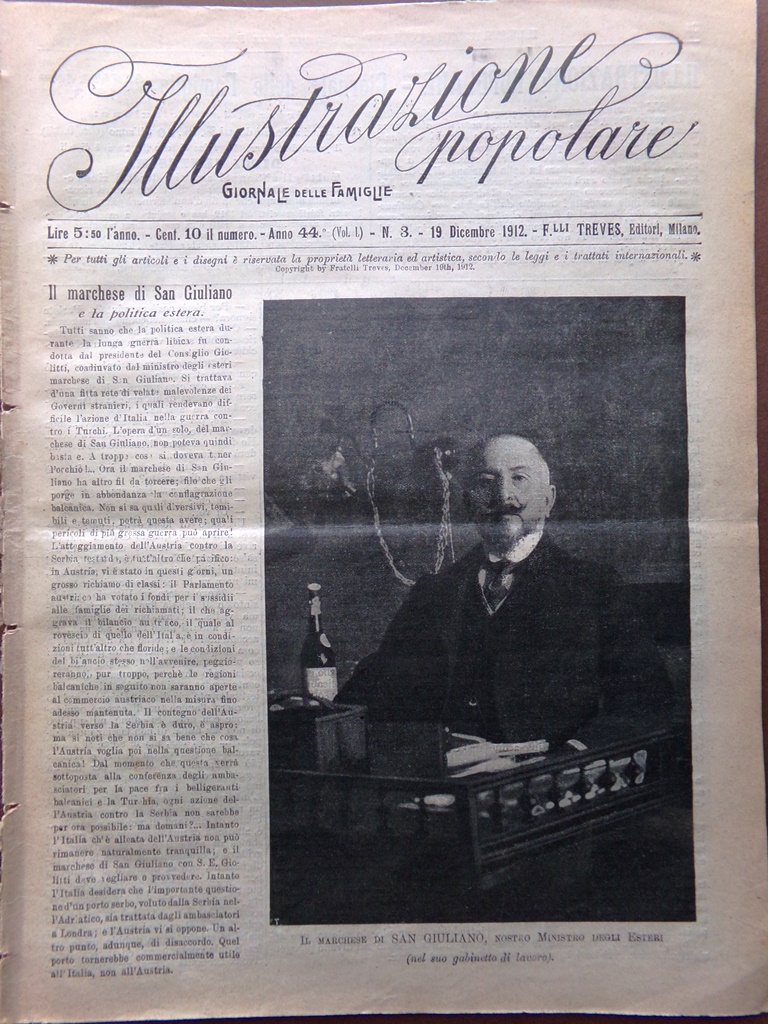 Illustrazione
popolare
GIORNALE DELLE FAMIGLIE
Lire 5:50 l'anno. - Cent. 10 il numero. - Anno 44.° (Vol. L) - N. 3. - 19 Dicembre 1912. - F.LLI TREVES, Editori, Milano.
* Per tutti gli articoli e i disegni è riservata la proprietà letteraria ed artistica, secondo le leggi e i trattati internazionali. *
Copyright by Fratelli Treves, December 19th, 1912.
Il marchese di San Giuliano
e la politica estera.
Tutti sanno che la politica estera du-
rante la lunga guerra libica fu con-
dotta dal presidente del Consiglio Gio-
litti, coadiuvato dal ministro degli esteri
marchese di San Giuliano. Si trattava
d'una fitta rete di velate malevolenze dei
Governi stranieri, i quali rendevano dif-
ficile l'azione d'Italia nella guerra con-
tro i Turchi. L'opera d'un solo, del mar-
chese di San Giuliano, non poteva quindi
bastare. A troppe cose si doveva tener
l'occhio!... Ora il marchese di San Giu-
liano ha altro fil da torcere; filo che gli
porge in abbondanza la conflagrazione
balcanica. Non si sa quali diversivi, temi-
bili e temuti, potrà questa avere; quali
pericoli di più grossa guerra può aprire!
L'atteggiamento dell'Austria contro la
Serbia è tutt'altro che pacifico:
in Austria, vi è stato in questi giorni, un
grosso richiamo di classi: il Parlamento
austriaco ha votato i fondi per i sussidii
alle famiglie dei richiamati; il che ag-
grava il bilancio austriaco, il quale al
rovescio di quello dell'Italia, è in condi-
zioni tutt'altro che floride; e le condizioni
del bilancio stesso nell'avvenire, peggio-
reranno, pur troppo, perchè le regioni
balcaniche in seguito non saranno aperte
al commercio austriaco nella misura fino
adesso mantenuta. Il contegno dell'Au-
stria verso la Serbia è duro, è aspro:
ma si noti che non si sa bene che cosa
l'Austria voglia poi nella questione bal-
canica! Dal momento che questa verrà
sottoposta alla conferenza degli amba-
sciatori per la pace fra i belligeranti
balcanici e la Turchia, ogni azione del-
l'Austria contro la Serbia non sarebbe
per ora possibile: ma domani?... Intanto
l'Italia ch'è alleata dell'Austria non può
rimanere naturalmente tranquilla; e il
marchese di San Giuliano con S. E. Gio-
litti deve vegliare e provvedere. Intanto
l'Italia desidera che l'importante questio-
ne d'un porto serbo, voluto dalla Serbia nel-
l'Adriatico, sia trattata dagli ambasciatori
a Londra; e l'Austria vi si oppone. Un al-
tro punto, adunque, di disaccordo. Quel
porto tornerebbe commercialmente utile
all'Italia, non all'Austria.
IL MARCHESE DI SAN GIULIANO, NOSTRO MINISTRO DEGLI ESTERI
(nel suo gabinetto di lavoro).